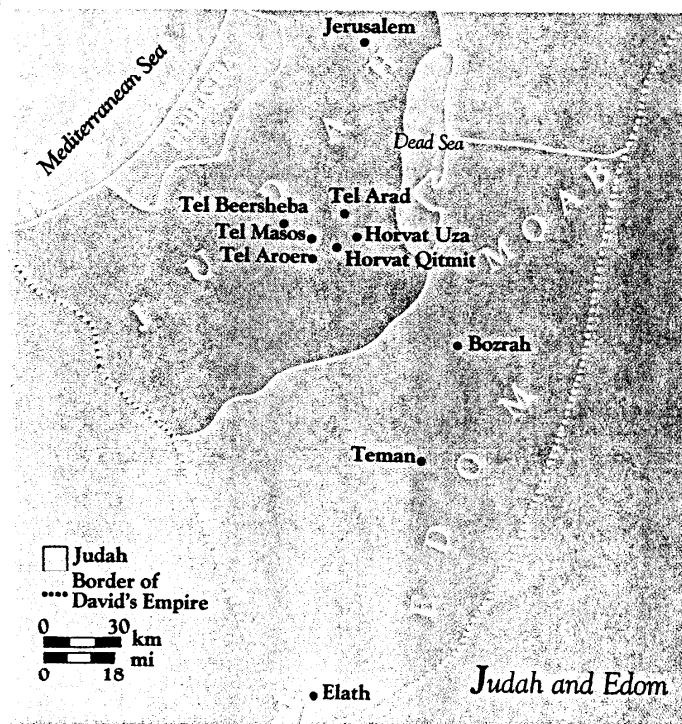 Jerusalem
Mediterranean Sea
Dead Sea
JUDAH
Tel Arad
Tel Beersheba
Tel Masos
Horvat Uza
Tel Aroer
Horvat Qitmit
MOAB
Bozrah
EDOM
Teman
Judah
Border of
David's Empire
0 30
km
mi
0 18
Elath
Judah and Edom